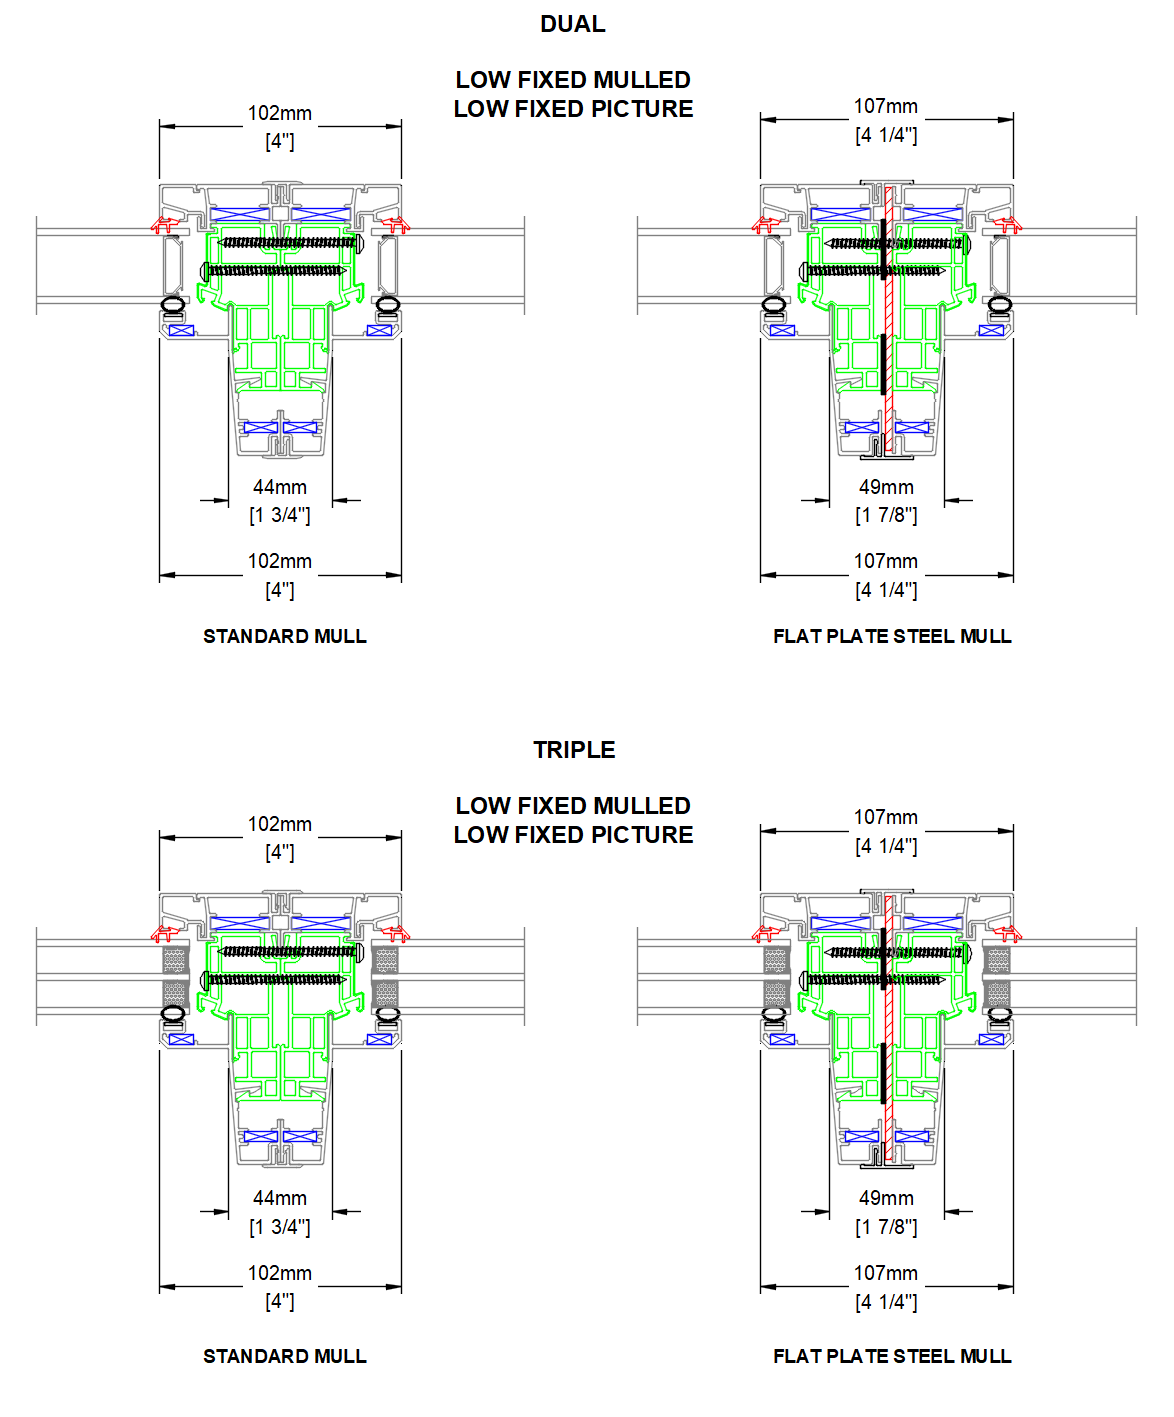 DUAL
LOW FIXED MULLED
LOW FIXED PICTURE
102mm
[4"]
107mm
[4 1/4"]
44mm
[1 3/4"]
49mm
[1 7/8"]
102mm
[4"]
107mm
[4 1/4"]
STANDARD MULL
FLAT PLATE STEEL MULL
TRIPLE
LOW FIXED MULLED
LOW FIXED PICTURE
102mm
[4"]
107mm
[4 1/4"]
44mm
[1 3/4"]
49mm
[1 7/8"]
102mm
[4"]
107mm
[4 1/4"]
STANDARD MULL
FLAT PLATE STEEL MULL